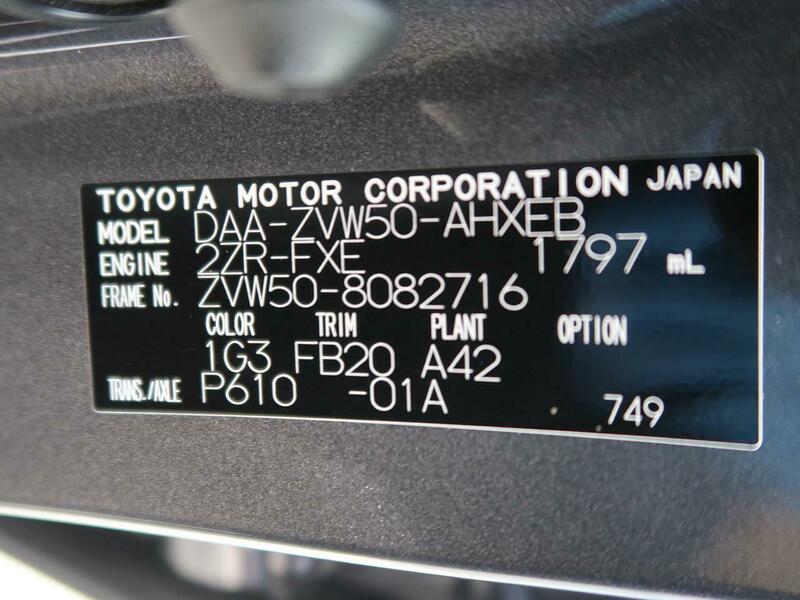 TOYOTA MOTOR CORPORATION JAPAN
MODEL DAA-ZVW50-AHXEB
ENGINE 2ZR-FXE 1797 mL
FRAME No. ZVW50-8082716
COLOR TRIM PLANT OPTION
1G3 FB20 A42
TRANS./AXLE P610 -01A 749